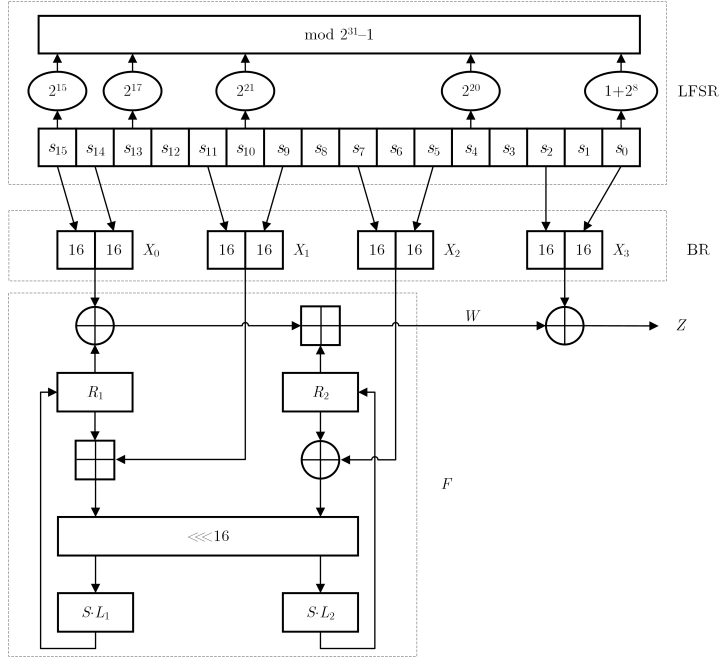 mod 2³¹–1
2¹⁵ 2¹⁷ 2²¹ 2²⁰ 1+2⁸ LFSR
s₁₅ s₁₄ s₁₃ s₁₂ s₁₁ s₁₀ s₉ s₈ s₇ s₆ s₅ s₄ s₃ s₂ s₁ s₀
16 16 X₀ 16 16 X₁ 16 16 X₂ 16 16 X₃ BR
W Z
R₁ R₂
F
⋘16
S·L₁ S·L₂